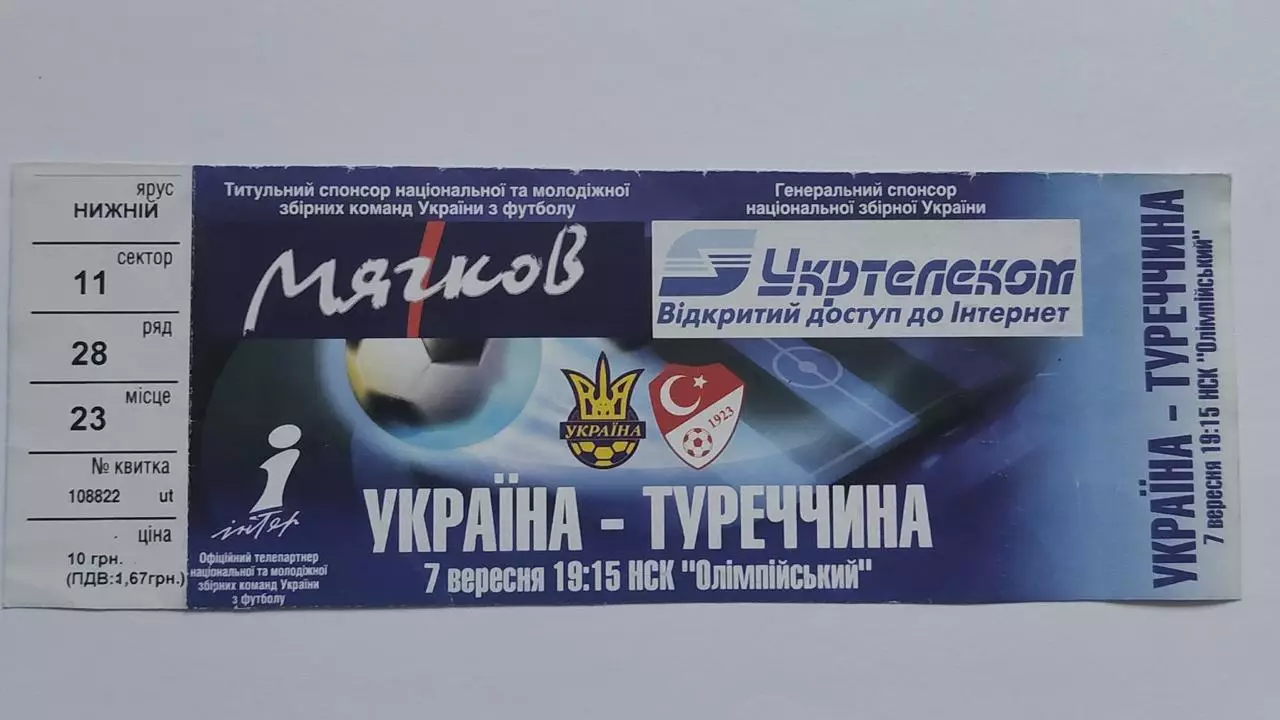 ярус
НИЖНІЙ
сектор
11
ряд
28
місце
23
№ квитка
108822 ut
ціна
10 грн.
(ПДВ:1,67грн.)
Титульний спонсор національної та молодіжної
збірних команд України з футболу
Мягков
Генеральний спонсор
національної збірної України
Укртелеком
Відкритий доступ до Інтернет
УКРАЇНА
1923
інтер
Офіційний телепартнер
національної та молодіжної
збірних команд України
з футболу
УКРАЇНА - ТУРЕЧЧИНА
7 вересня 19:15 НСК "Олімпійський"
УКРАЇНА - ТУРЕЧЧИНА
7 вересня 19:15 НСК "Олімпійський"